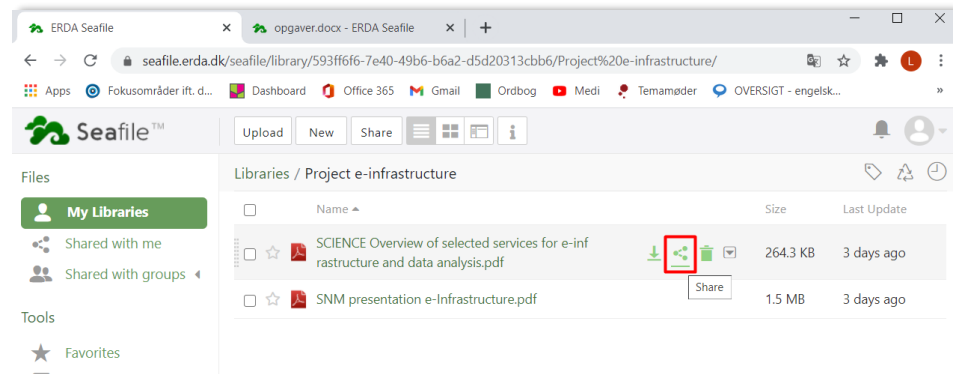 ERDA Seafile
opgaver.docx - ERDA Seafile
seafile.erda.dk/seafile/library/593ff6f6-7e40-49b6-b6a2-d5d20313cbb6/Project%20e-infrastructure/
L
Apps Fokusområder ift. d... Dashboard Office 365 Gmail Ordbog Medi Temamøder OVERSIGT - engelsk... »
Seafile™ Upload New Share
Files
Libraries / Project e-infrastructure
My Libraries
Name Size Last Update
Shared with me
SCIENCE Overview of selected services for e-inf
rastructure and data analysis.pdf
264.3 KB 3 days ago
Shared with groups
Share
SNM presentation e-Infrastructure.pdf 1.5 MB 3 days ago
Tools
Favorites